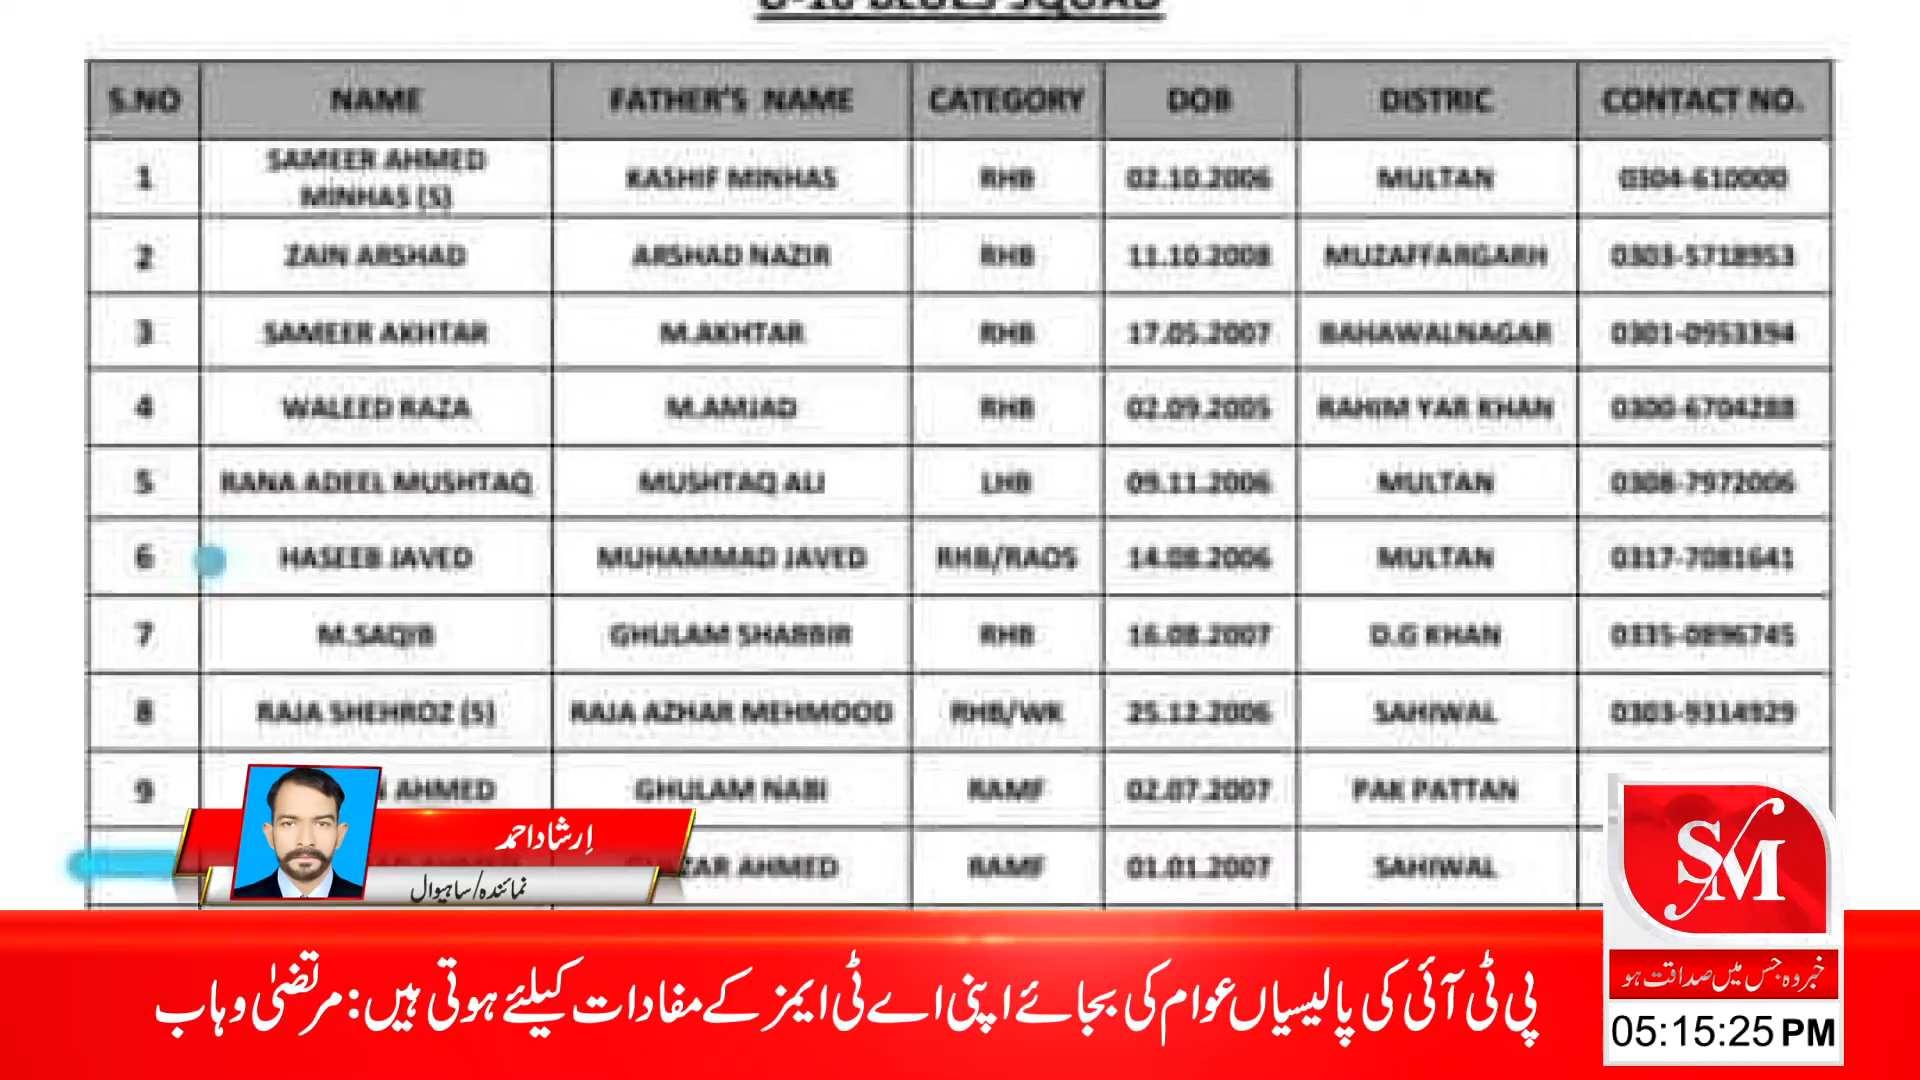 S.NO NAME FATHER'S NAME CATEGORY DOB DISTRIC CONTACT NO.
1 SAMEER AHMED MINHAS (S) KASHIF MINHAS RHB 02.10.2006 MULTAN 0304-610000
2 ZAIN ARSHAD ARSHAD NAZIR RHB 11.10.2008 MUZAFFARGARH 0303-5718953
3 SAMEER AKHTAR M.AKHTAR RHB 17.05.2007 BAHAWALNAGAR 0301-0953394
4 WALEED RAZA M.AMJAD RHB 02.09.2005 RAHIM YAR KHAN 0300-6704288
5 RANA ADEEL MUSHTAQ MUSHTAQ ALI LHB 09.11.2006 MULTAN 0308-7972006
6 HASEEB JAVED MUHAMMAD JAVED RHB/RAOS 14.08.2006 MULTAN 0317-7081641
7 M.SAQIB GHULAM SHABBIR RHB 16.08.2007 D.G KHAN 0335-0896745
8 RAJA SHEHROZ (S) RAJA AZHAR MEHMOOD RHB/WK 25.12.2006 SAHIWAL 0303-9314929
9 AHMED GHULAM NABI RAMF 02.07.2007 PAK PATTAN
AHMED RAMF 01.01.2007 SAHIWAL
اِرشاداحمد
نمائندہ/ساہیوال
SM
خبروہ جس میں صداقت ہو
پی ٹی آئی کی پالیسیاں عوام کی بجائے اپنی اے ٹی ایمز کے مفادات کیلئے ہوتی ہیں: مرتضیٰ وہاب
05:15:25 PM